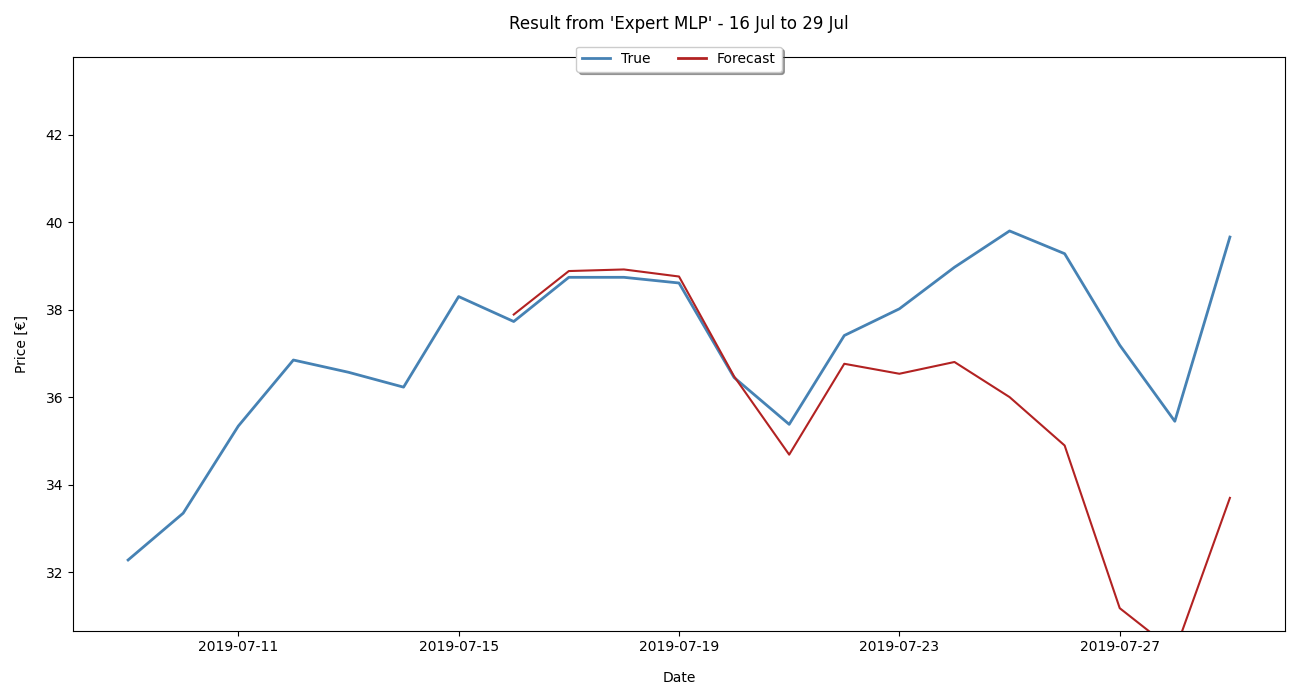 Result from 'Expert MLP' - 16 Jul to 29 Jul
True Forecast
42
40
38
36
34
32
Price [€]
2019-07-11 2019-07-15 2019-07-19 2019-07-23 2019-07-27
Date